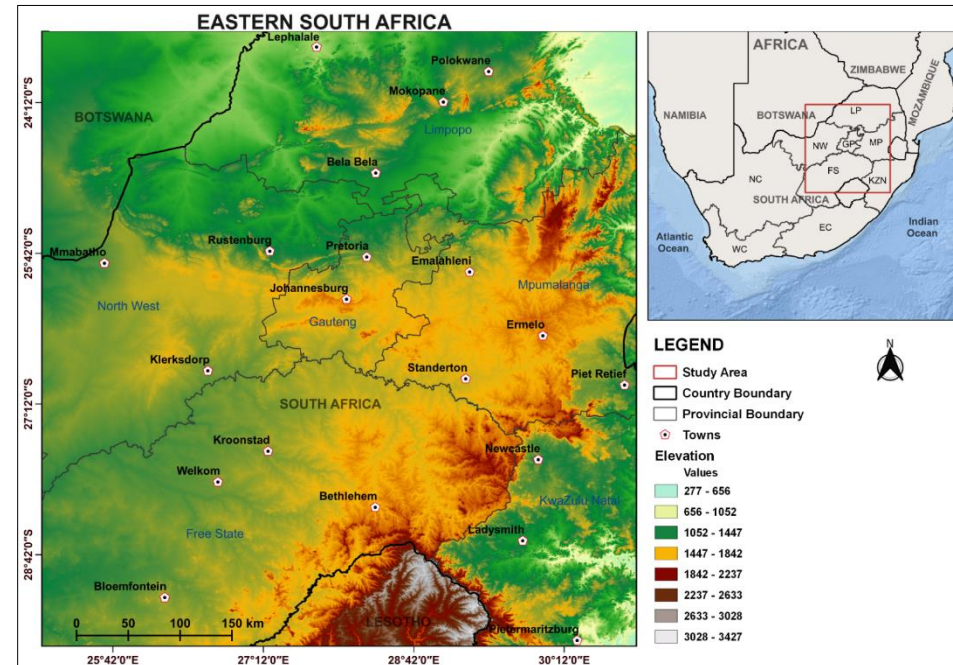 EASTERN SOUTH AFRICA
Lephalale
Polokwane
Mokopane
BOTSWANA
Limpopo
Bela Bela
Rustenburg
Pretoria
Mmabatho
Emalahleni
Johannesburg
Mpumalanga
North West
Gauteng
Ermelo
Klerksdorp
Standerton
Piet Retief
SOUTH AFRICA
Kroonstad
Newcastle
Welkom
Bethlehem
KwaZulu Natal
Free State
Ladysmith
Bloemfontein
LESOTHO
Pietermaritzburg
0 50 100 150 km
24°12'0"S
25°42'0"S
27°12'0"S
28°42'0"S
25°42'0"E
27°12'0"E
28°42'0"E
30°12'0"E
AFRICA
ZIMBABWE
MOZAMBIQUE
NAMIBIA
BOTSWANA
LP
NW
GP
MP
FS
KZN
NC
SOUTH AFRICA
EC
WC
Atlantic
Ocean
Indian
Ocean
LEGEND
N
Study Area
Country Boundary
Provincial Boundary
Towns
Elevation
Values
277 - 656
656 - 1052
1052 - 1447
1447 - 1842
1842 - 2237
2237 - 2633
2633 - 3028
3028 - 3427